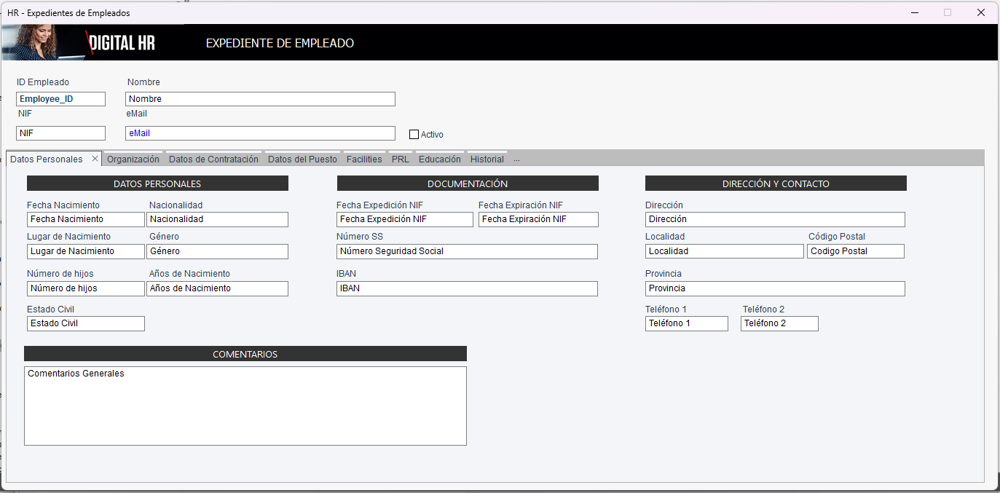 HR - Expedientes de Empleados
DIGITAL HR
EXPEDIENTE DE EMPLEADO
ID Empleado Nombre
Employee_ID Nombre
NIF eMail
NIF eMail Activo
Datos Personales Organización Datos de Contratación Datos del Puesto Facilities PRL Educación Historial ...
DATOS PERSONALES DOCUMENTACIÓN DIRECCIÓN Y CONTACTO
Fecha Nacimiento Nacionalidad Fecha Expedición NIF Fecha Expiración NIF Dirección
Fecha Nacimiento Nacionalidad Fecha Expedición NIF Fecha Expiración NIF Dirección
Lugar de Nacimiento Género Número SS Localidad Código Postal
Lugar de Nacimiento Género Número Seguridad Social Localidad Codigo Postal
Número de hijos Años de Nacimiento IBAN Provincia
Número de hijos Años de Nacimiento IBAN Provincia
Estado Civil Teléfono 1 Teléfono 2
Estado Civil Teléfono 1 Teléfono 2
COMENTARIOS
Comentarios Generales